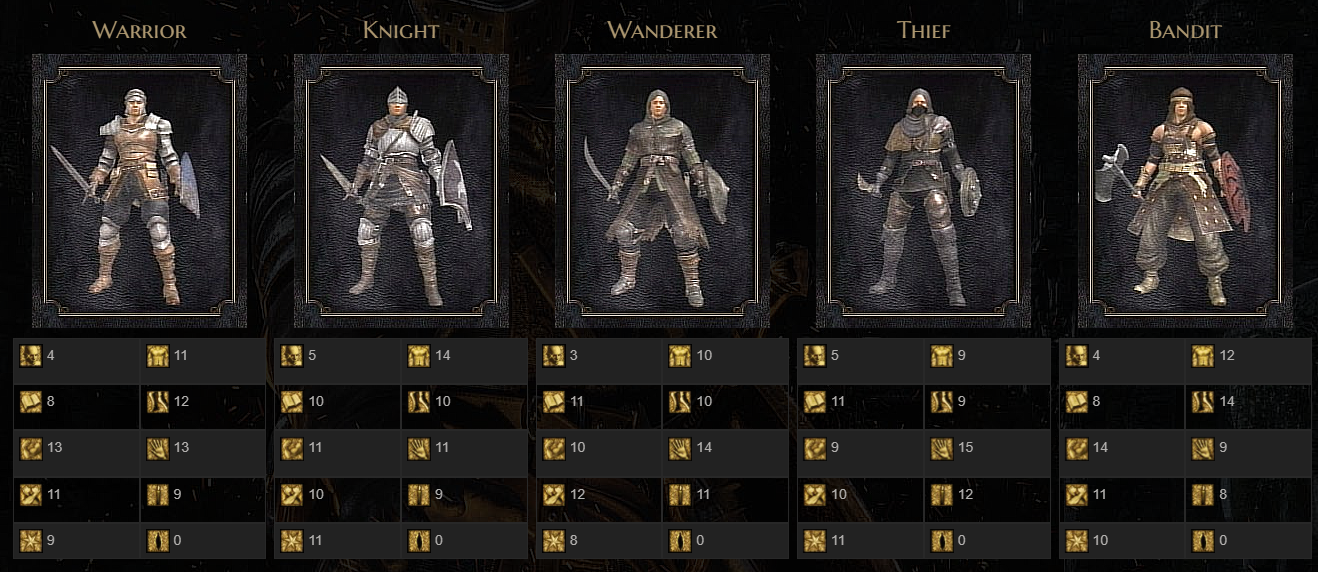 Warrior Knight Wanderer Thief Bandit
4 11 5 14 3 10 5 9 4 12
8 12 10 10 11 10 11 9 8 14
13 13 11 11 10 14 9 15 14 9
11 9 10 9 12 11 10 12 11 8
9 0 11 0 8 0 11 0 10 0